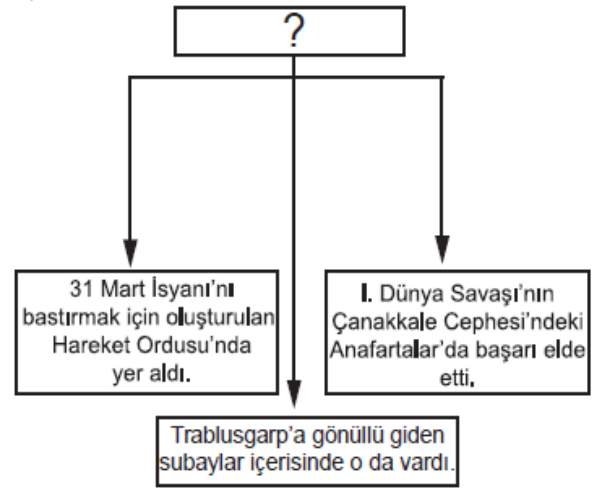 ?
31 Mart İsyanı’nı
bastırmak için oluşturulan
Hareket Ordusu’nda
yer aldı.
I. Dünya Savaşı’nın
Çanakkale Cephesi’ndeki
Anafartalar’da başarı elde
etti.
Trablusgarp’a gönüllü giden
subaylar içerisinde o da vardı.